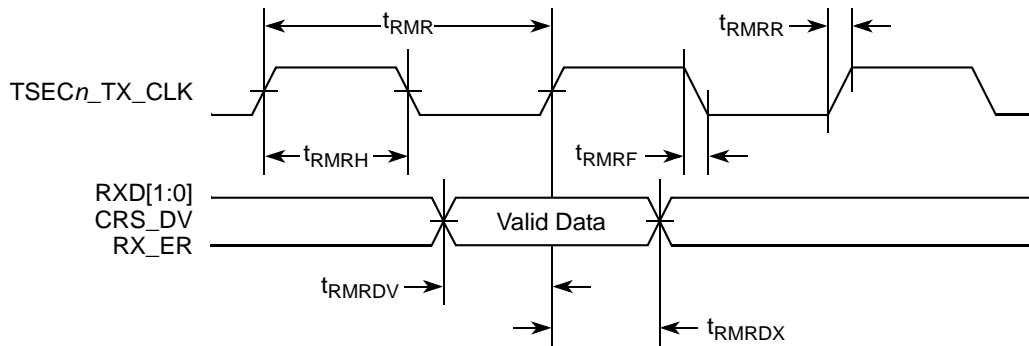 tRMR
tRMRR
TSECn_TX_CLK
tRMRH
tRMRF
RXD[1:0]
CRS_DV
RX_ER
Valid Data
tRMRDV
tRMRDX